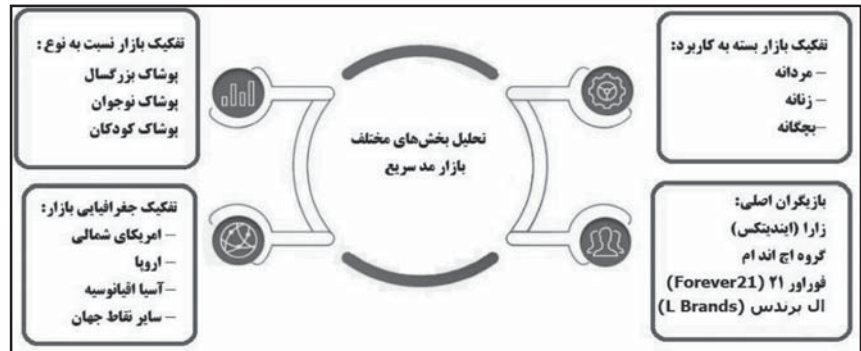 تفکیک بازار بسته به کاربرد:
– مردانه
– زنانه
–بچگانه
تفکیک بازار نسبت به نوع :
پوشاک بزرگسال
پوشاک نوجوان
پوشاک کودکان
تحلیل بخش‌های مختلف
بازار مد سریع
بازیگران اصلی:
زارا (ایندیتکس)
گروه اچ اند ام
فوراور ۲۱ (Forever21)
ال برندس (L Brands)
تفکیک جغرافیایی بازار :
– امریکای شمالی
– اروپا
–آسیا اقیانوسیه
– سایر نقاط جهان